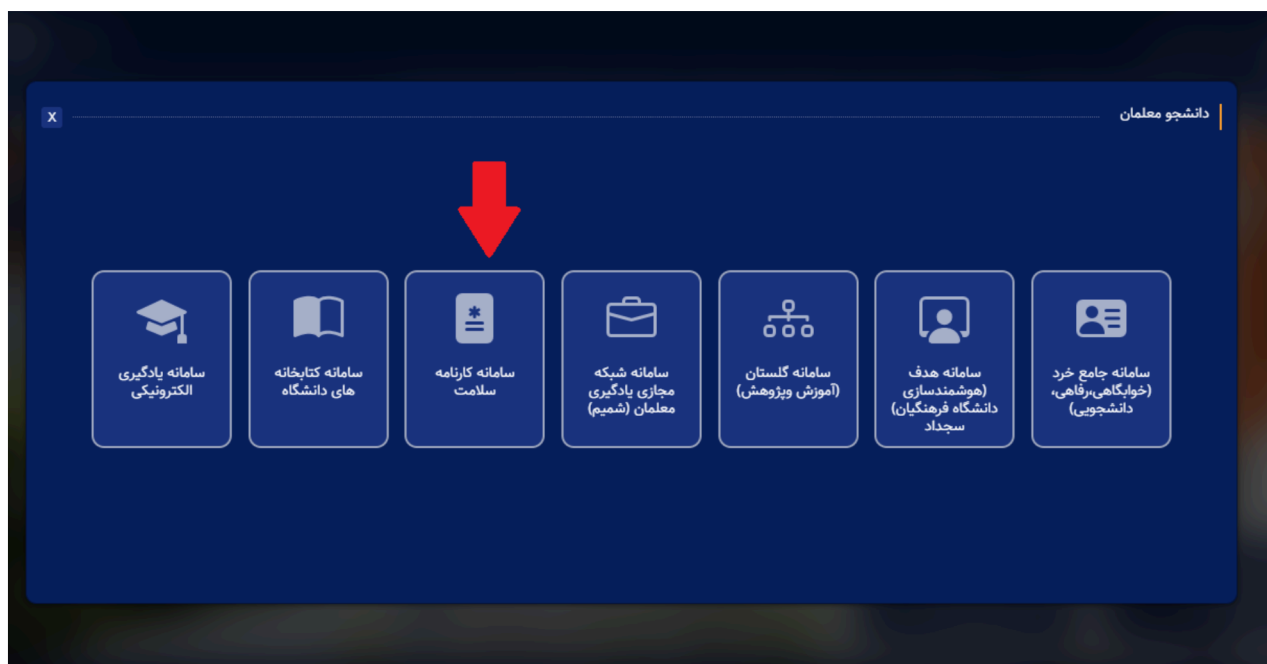 دانشجو معلمان
X
سامانه جامع خرد
(خوابگاهی،رفاهی،
دانشجویی)
سامانه هدف
(هوشمندسازی
دانشگاه فرهنگیان)
سجداد
سامانه گلستان
(آموزش وپژوهش)
سامانه شبکه
مجازی یادگیری
معلمان (شمیم)
سامانه کارنامه
سلامت
سامانه کتابخانه
های دانشگاه
سامانه یادگیری
الکترونیکی